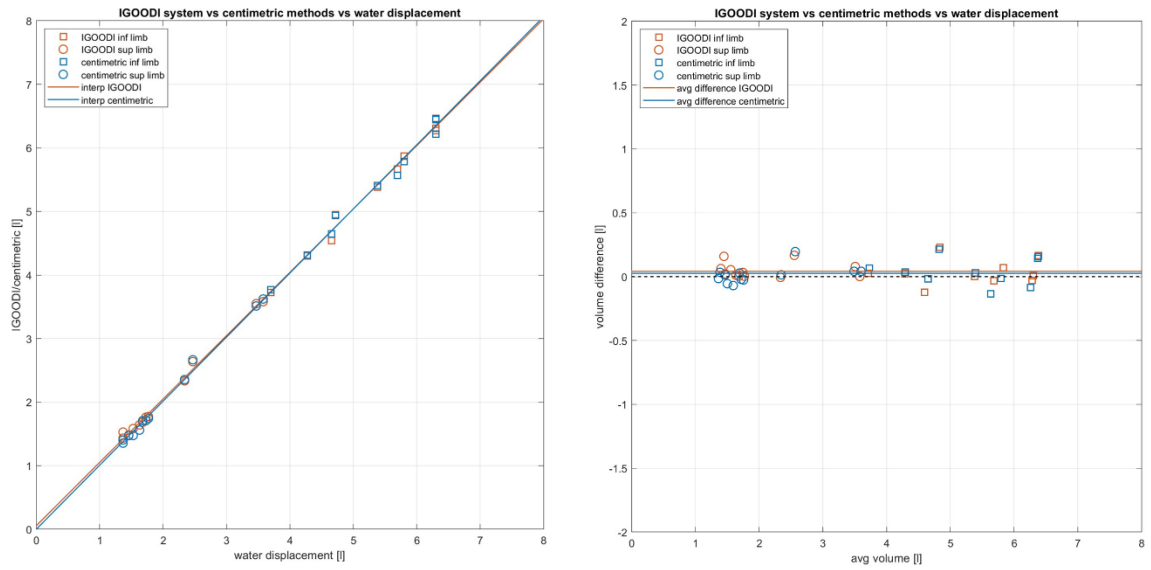 IGOODI system vs centimetric methods vs water displacement
IGOODI inf limb
IGOODI sup limb
centimetric inf limb
centimetric sup limb
interp IGOODI
interp centimetric
8
7
6
5
4
3
2
1
0
IGOODI/centimetric [l]
0 1 2 3 4 5 6 7 8
water displacement [l]
IGOODI system vs centimetric methods vs water displacement
IGOODI inf limb
IGOODI sup limb
centimetric inf limb
centimetric sup limb
avg difference IGOODI
avg difference centimetric
2
1.5
1
0.5
0
-0.5
-1
-1.5
-2
volume difference [l]
0 1 2 3 4 5 6 7 8
avg volume [l]